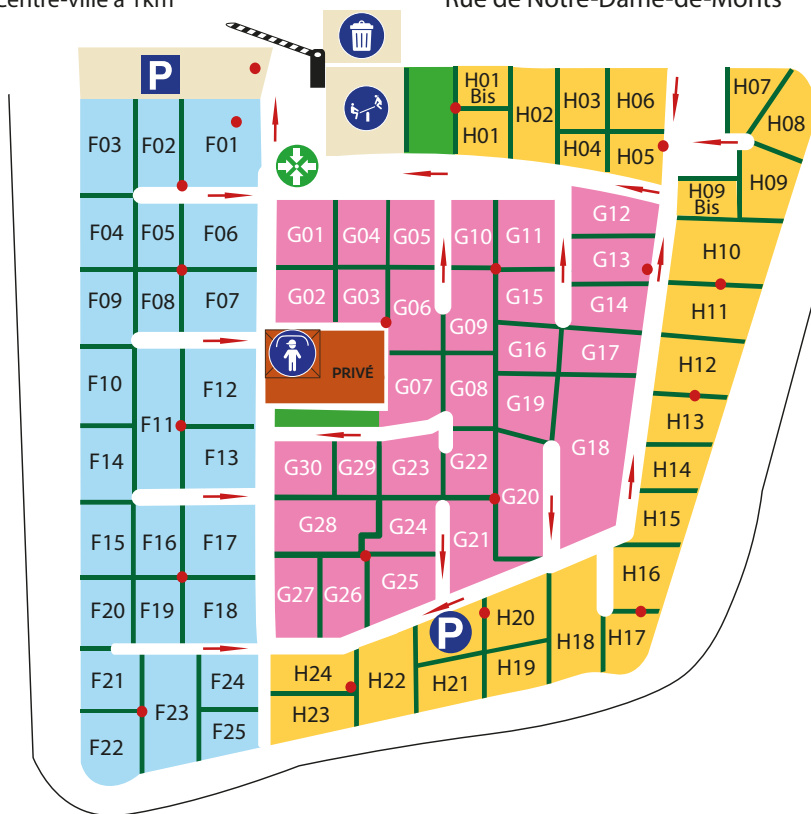 Centre-ville à 1km
Rue de Notre-Dame-de-Monts
P
H01
Bis
H02
H03
H06
H07
H08
F03
F02
F01
H01
H04
H05
H09
H09
Bis
F04
F05
F06
G01
G04
G05
G10
G11
G12
H10
G13
F09
F08
F07
G02
G03
G06
G15
G14
H11
G09
G16
G17
H12
PRIVÉ
F10
F12
G07
G08
G19
H13
F11
G18
F14
F13
G30
G29
G23
G22
H14
G20
H15
G28
G24
F15
F16
F17
G21
H16
G27
G26
G25
F20
F19
F18
P
H20
H18
H17
F21
F24
H24
H22
H21
H19
F23
F22
F25
H23